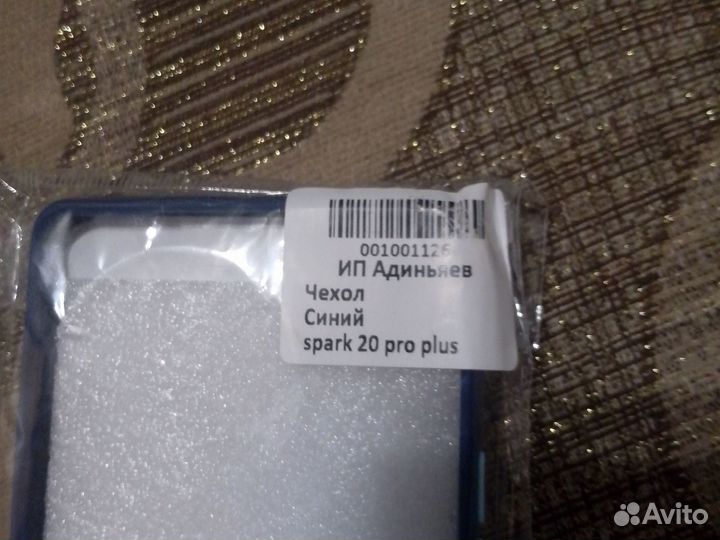 001001126
ИП Адиньяев
Чехол
Синий
spark 20 pro plus
Avito